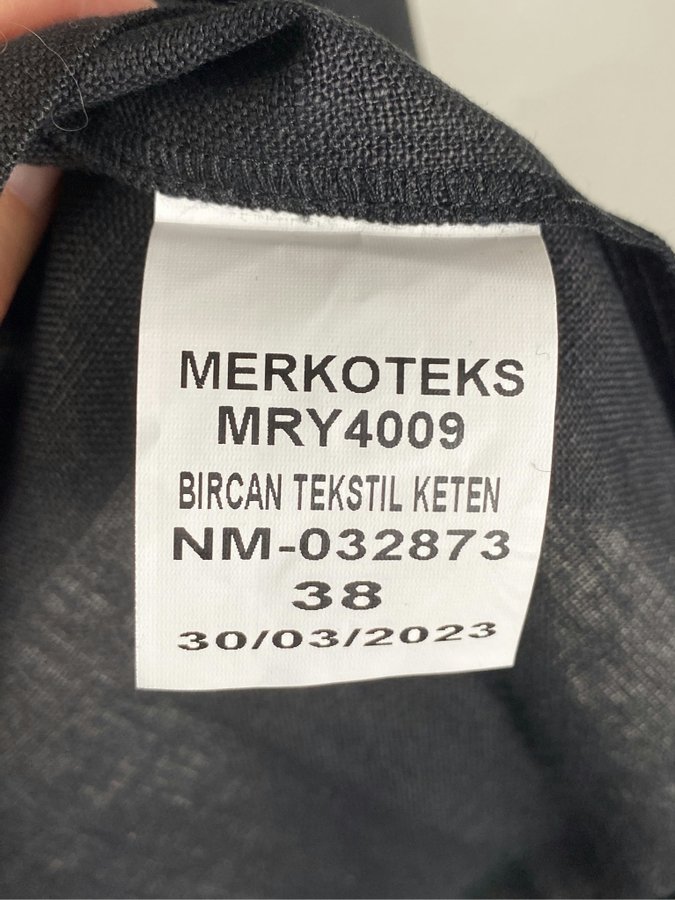 MERKOTEKS
MRY4009
BIRCAN TEKSTIL KETEN
NM-032873
38
30/03/2023